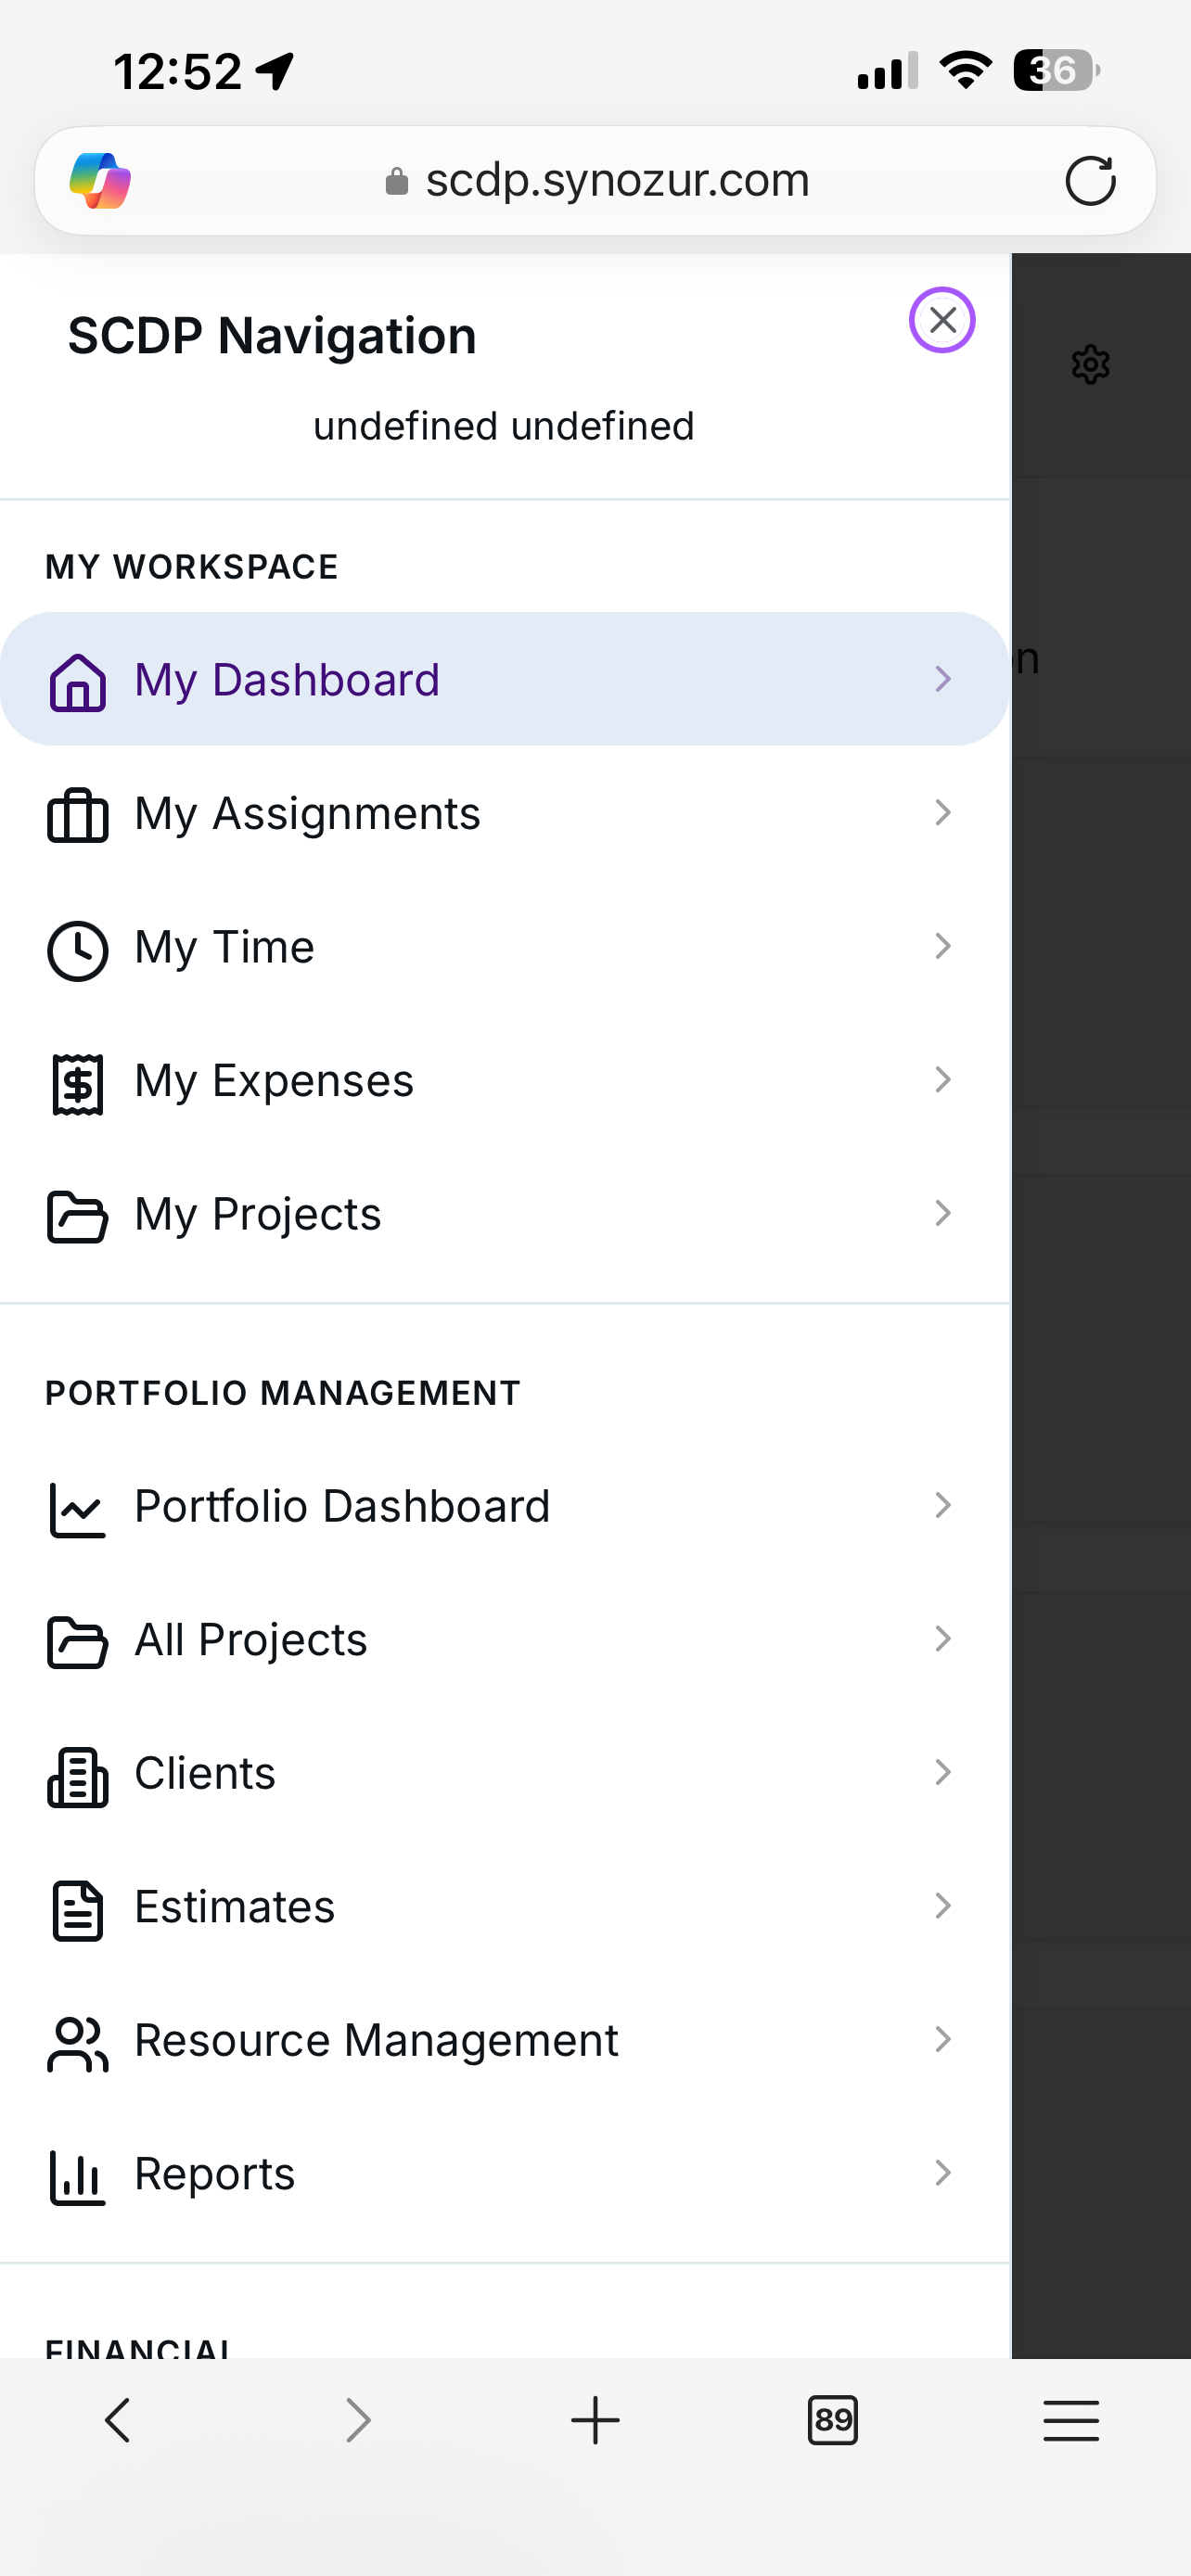 12:52
36
scdp.synozur.com
SCDP Navigation
undefined undefined
MY WORKSPACE
My Dashboard
n
My Assignments
My Time
My Expenses
My Projects
PORTFOLIO MANAGEMENT
Portfolio Dashboard
All Projects
Clients
Estimates
Resource Management
Reports
FINANCIAL
89